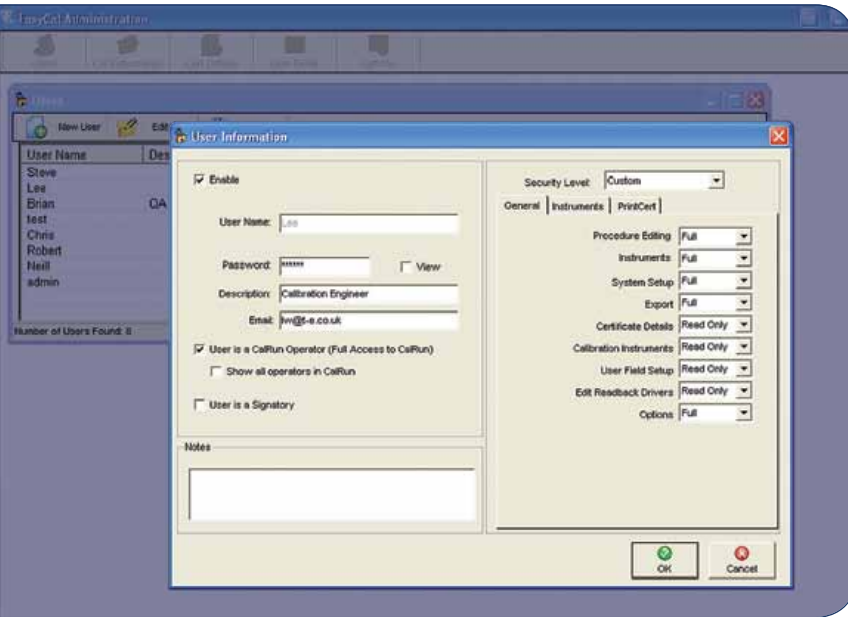 EasyCal Administration
Users
New User
Edit
User Name Des
Steve
Lee
Brian QA
test
Chris
Robert
Neill
admin
Number of Users Found: 8
User Information
Enable
User Name: Lee
Password: ******
View
Description: Calibration Engineer
Email: lw@t-e.co.uk
User is a CalRun Operator (Full Access to CalRun)
Show all operators in CalRun
User is a Signatory
Notes
Security Level: Custom
General Instruments PrintCert
Procedure Editing Full
Instruments Full
System Setup Full
Export Full
Certificate Details Read Only
Calibration Instruments Read Only
User Field Setup Read Only
Edit Readback Drivers Read Only
Options Full
OK
Cancel